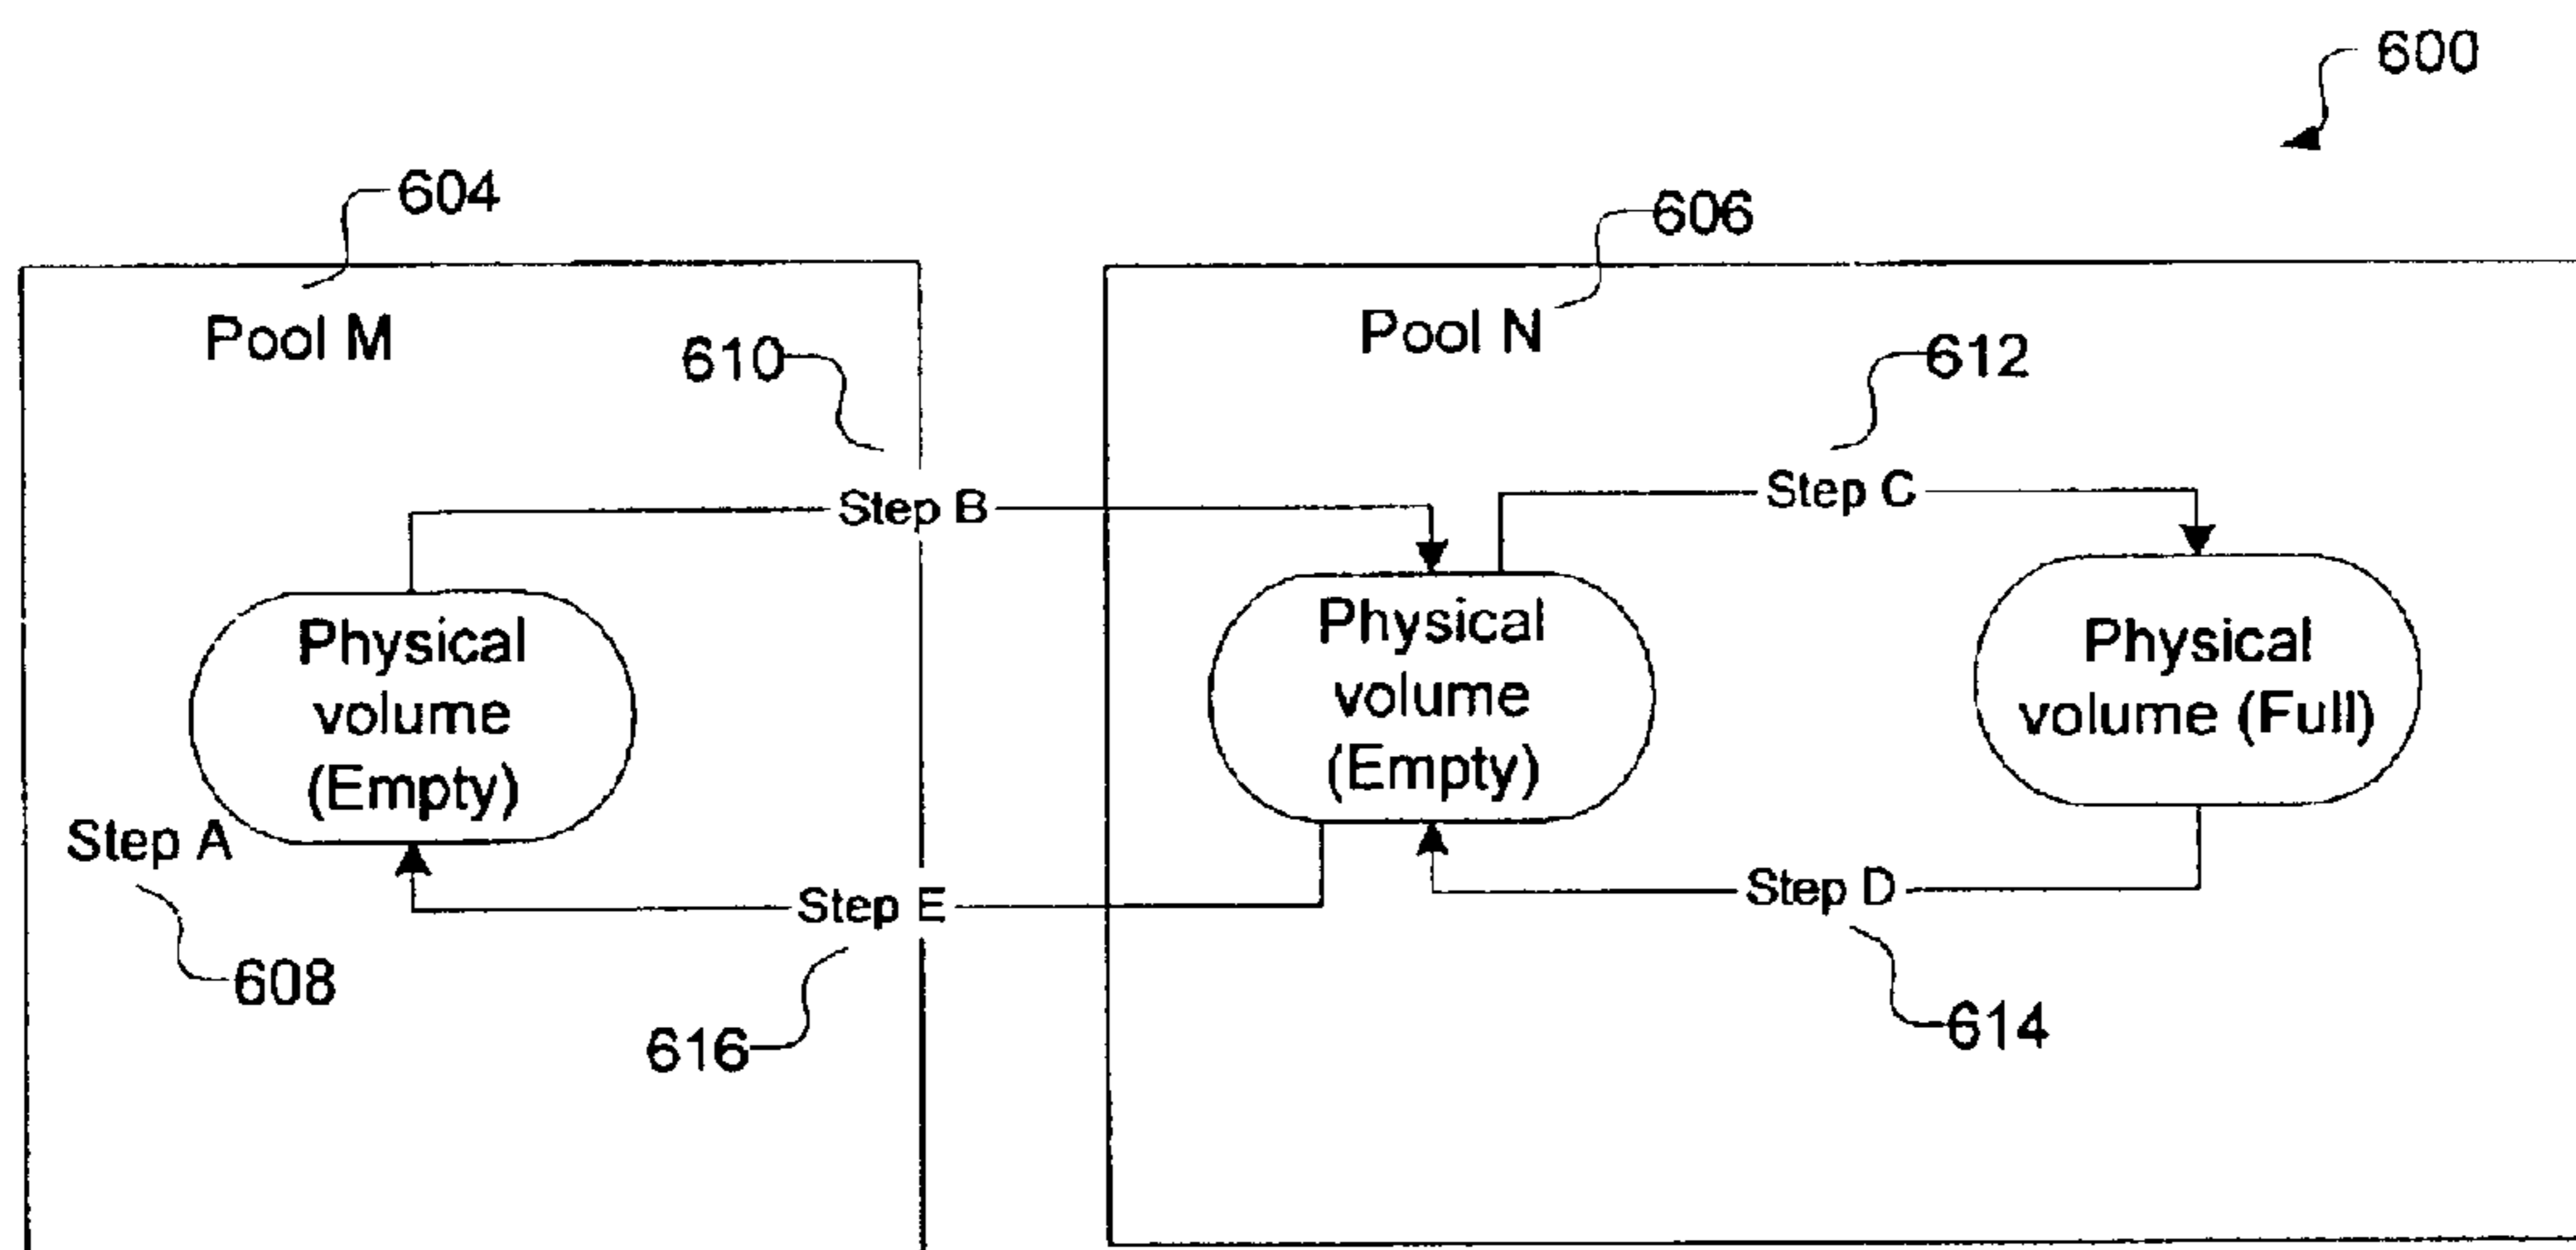 600
604
606
Pool M
Pool N
610
612
Step B
Step C
Physical
volume
(Empty)
Physical
volume
(Empty)
Physical
volume (Full)
Step A
Step E
Step D
608
616
614